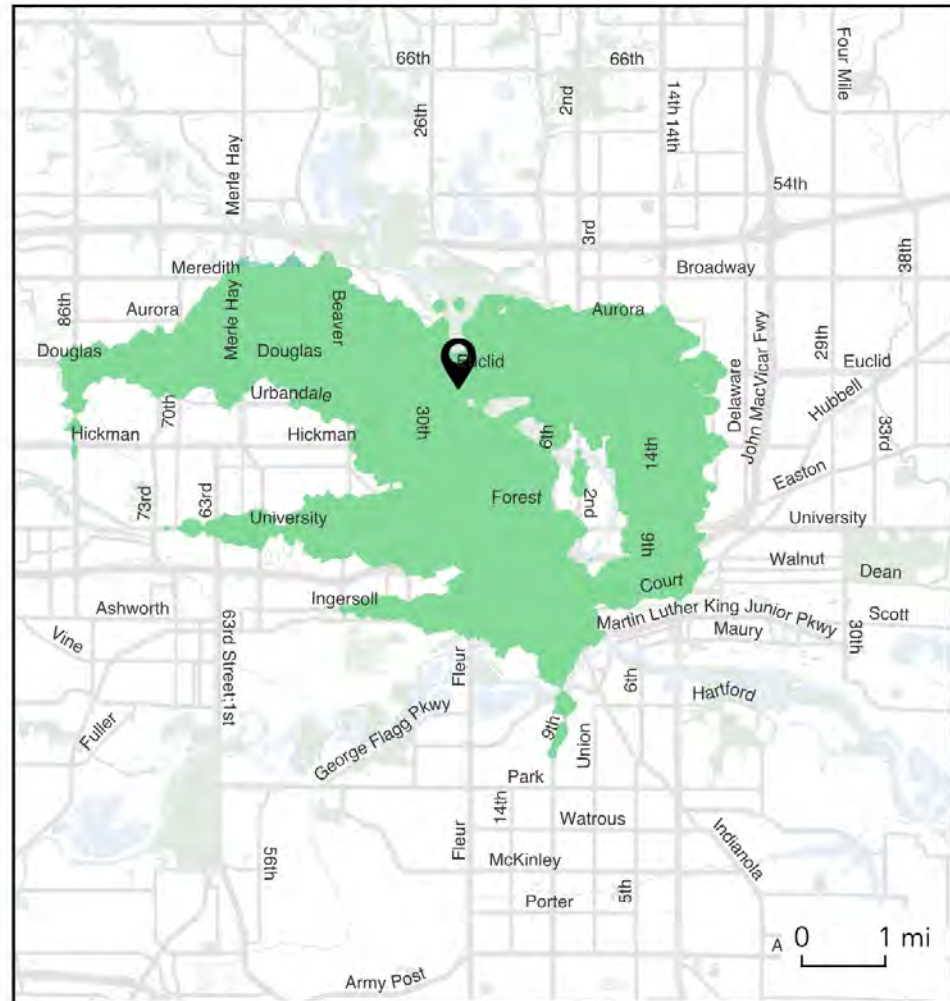 66th
66th
Four Mile
26th
2nd
14th
14th
Merle Hay
54th
3rd
38th
Meredith
Broadway
86th
Aurora
Beaver
Aurora
Merle Hay
Douglas
Douglas
Euclid
29th
Euclid
John MacVicar Fwy
Delaware
Hubbell
Urbandale
70th
30th
Hickman
Hickman
6th
14th
33rd
Easton
73rd
63rd
University
Forest
2nd
9th
University
Walnut
Dean
Court
Ashworth
Ingersoll
Martin Luther King Junior Pkwy
Scott
Maury
30th
Vine
63rd Street;1st
Fleur
6th
Hartford
Fuller
George Flagg Pkwy
9th
Union
Park
14th
Watrous
Indianola
Fleur
McKinley
56th
5th
Porter
A
0 1 mi
Army Post